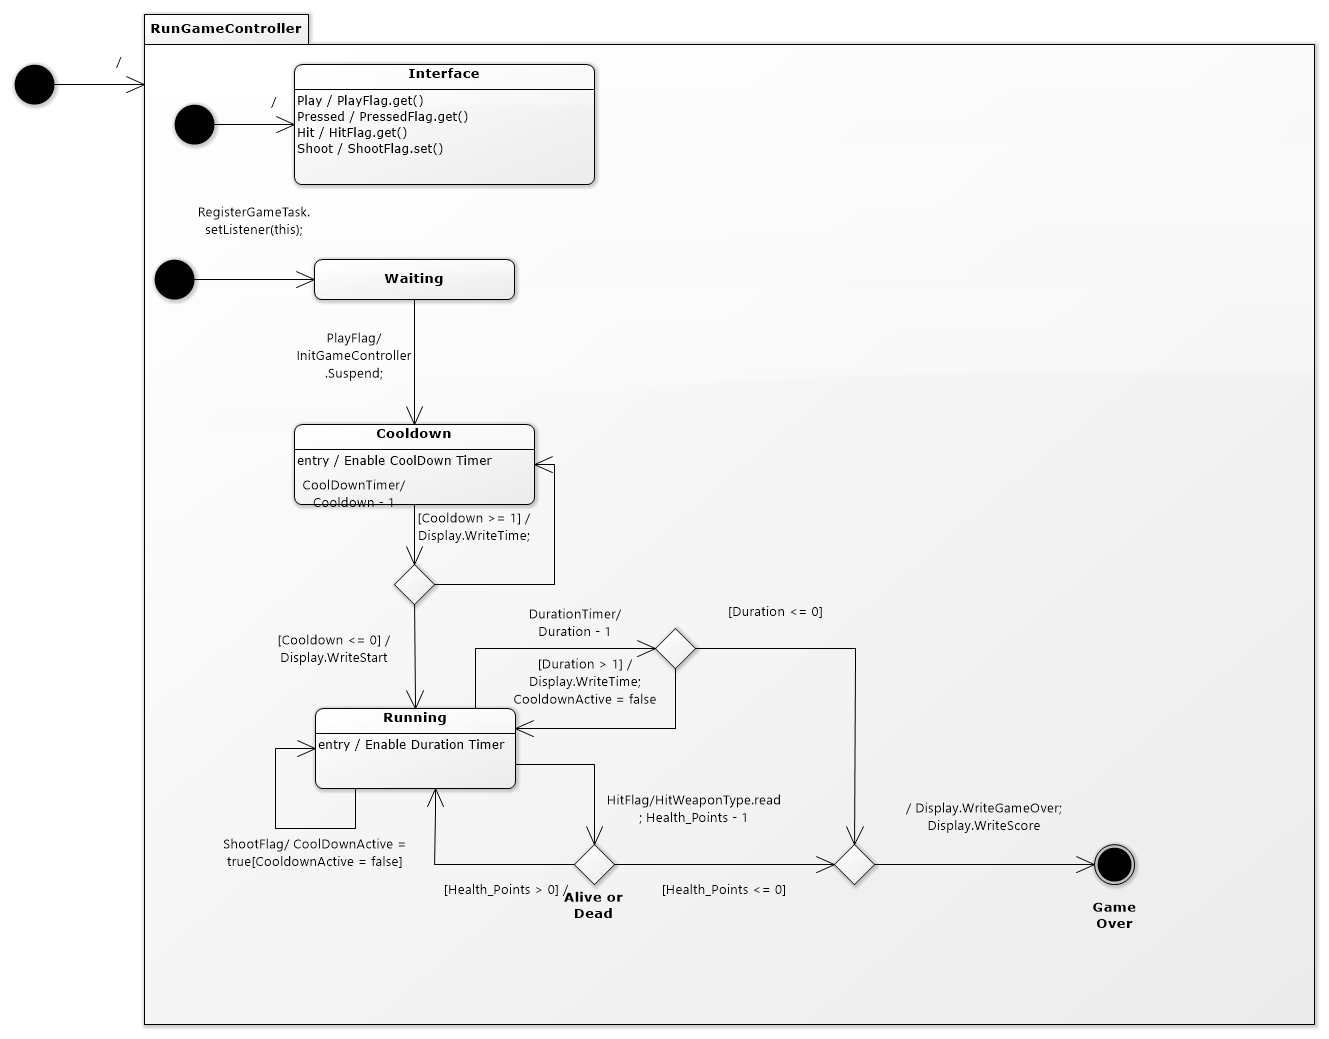 RunGameController
/
/
Interface
Play / PlayFlag.get()
Pressed / PressedFlag.get()
Hit / HitFlag.get()
Shoot / ShootFlag.set()
RegisterGameTask.
setListener(this);
Waiting
PlayFlag/
InitGameController
.Suspend;
Cooldown
entry / Enable CoolDown Timer
CoolDownTimer/
Cooldown - 1
[Cooldown >= 1] /
Display.WriteTime;
[Cooldown <= 0] /
Display.WriteStart
DurationTimer/
Duration - 1
[Duration <= 0]
[Duration > 1] /
Display.WriteTime;
CooldownActive = false
Running
entry / Enable Duration Timer
HitFlag/HitWeaponType.read
; Health_Points - 1
/ Display.WriteGameOver;
Display.WriteScore
ShootFlag/ CoolDownActive =
true[CooldownActive = false]
[Health_Points > 0] /
Alive or
Dead
[Health_Points <= 0]
Game
Over